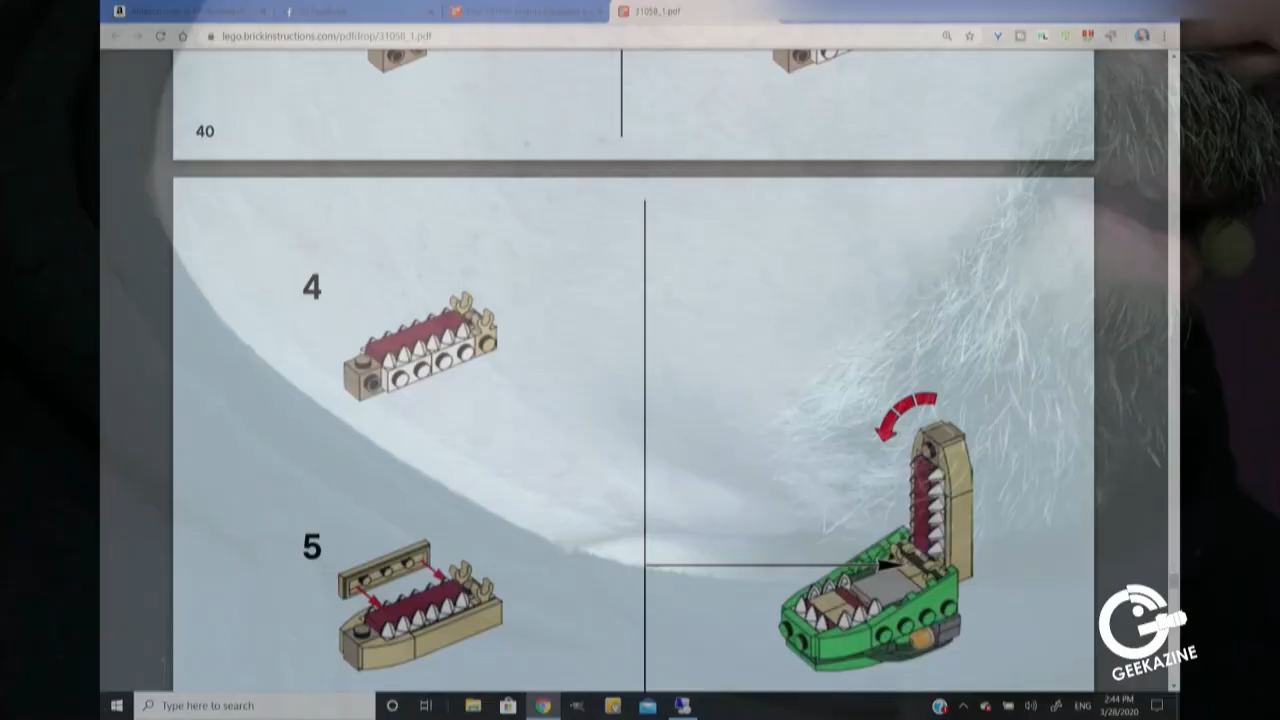 31058_1.pdf
lego.brickinstructions.com/pdfdrop/31058_1.pdf
40
4
5
GEEKAZINE
Type here to search
ENG
2:44 PM
3/28/2020